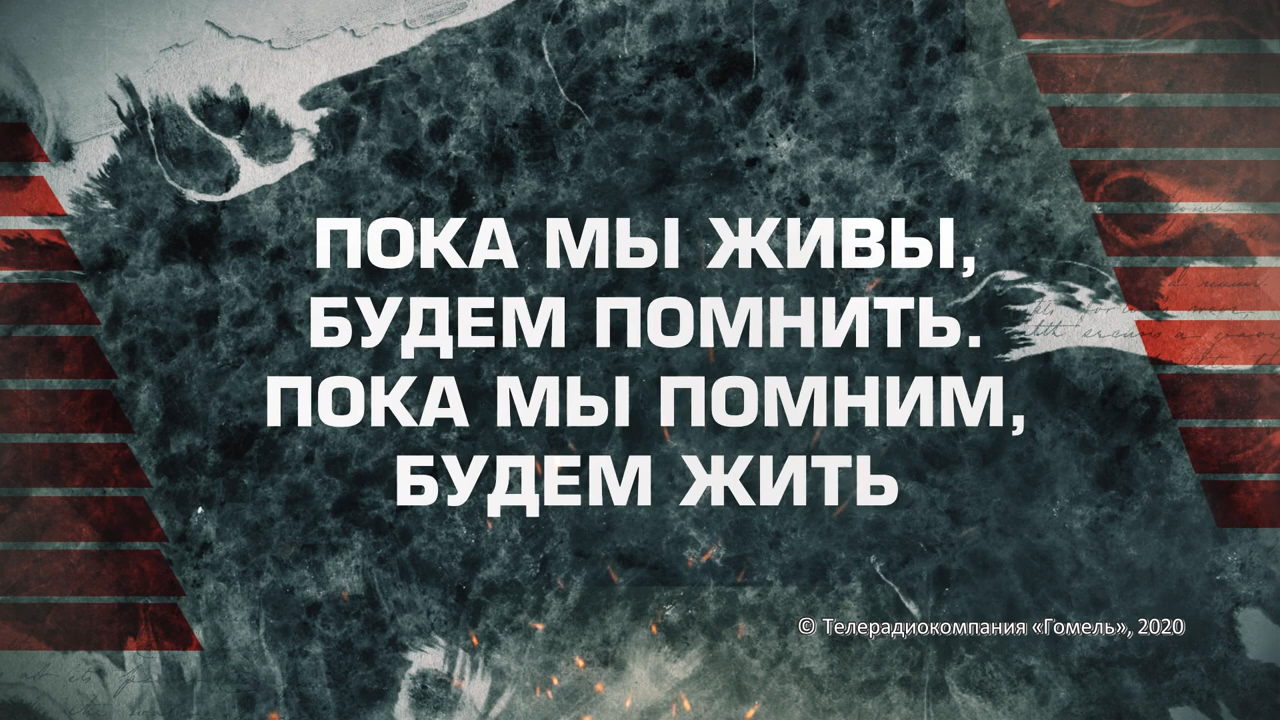 ПОКА МЫ ЖИВЫ,
БУДЕМ ПОМНИТЬ.
ПОКА МЫ ПОМНИМ,
БУДЕМ ЖИТЬ
© Телерадиокомпания «Гомель», 2020